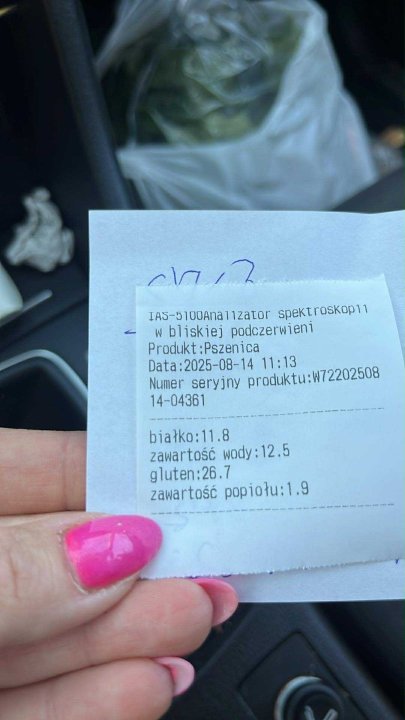 IAS-5100Analizator spektroskopii
w bliskiej podczerwieni
Produkt:Pszenica
Data:2025-08-14 11:13
Numer seryjny produktu:W72202508
14-04361
białko:11.8
zawartość wody:12.5
gluten:26.7
zawartość popiołu:1.9